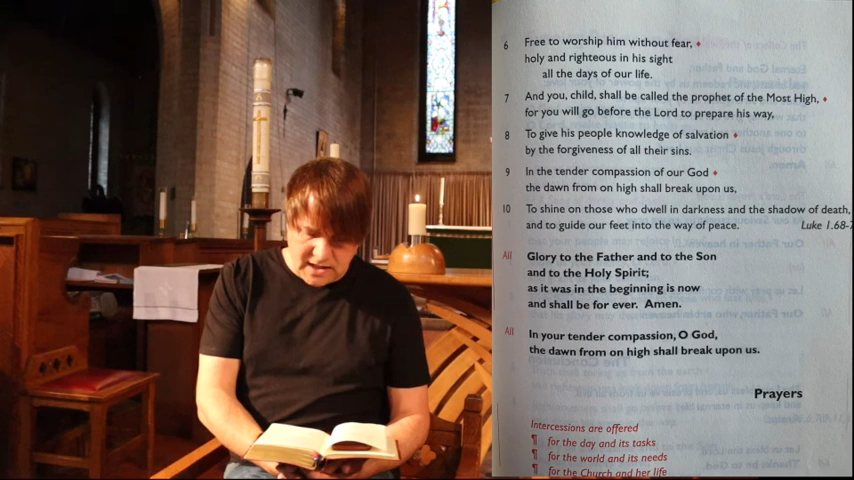 6 Free to worship him without fear, ♦
holy and righteous in his sight
all the days of our life.
7 And you, child, shall be called the prophet of the Most High, ♦
for you will go before the Lord to prepare his way,
8 To give his people knowledge of salvation ♦
by the forgiveness of all their sins.
9 In the tender compassion of our God ♦
the dawn from on high shall break upon us,
10 To shine on those who dwell in darkness and the shadow of death,
and to guide our feet into the way of peace. Luke 1.68-7
All Glory to the Father and to the Son
and to the Holy Spirit;
as it was in the beginning is now
and shall be for ever. Amen.
All In your tender compassion, O God,
the dawn from on high shall break upon us.
Prayers
Intercessions are offered
¶ for the day and its tasks
¶ for the world and its needs
¶ for the Church and her life